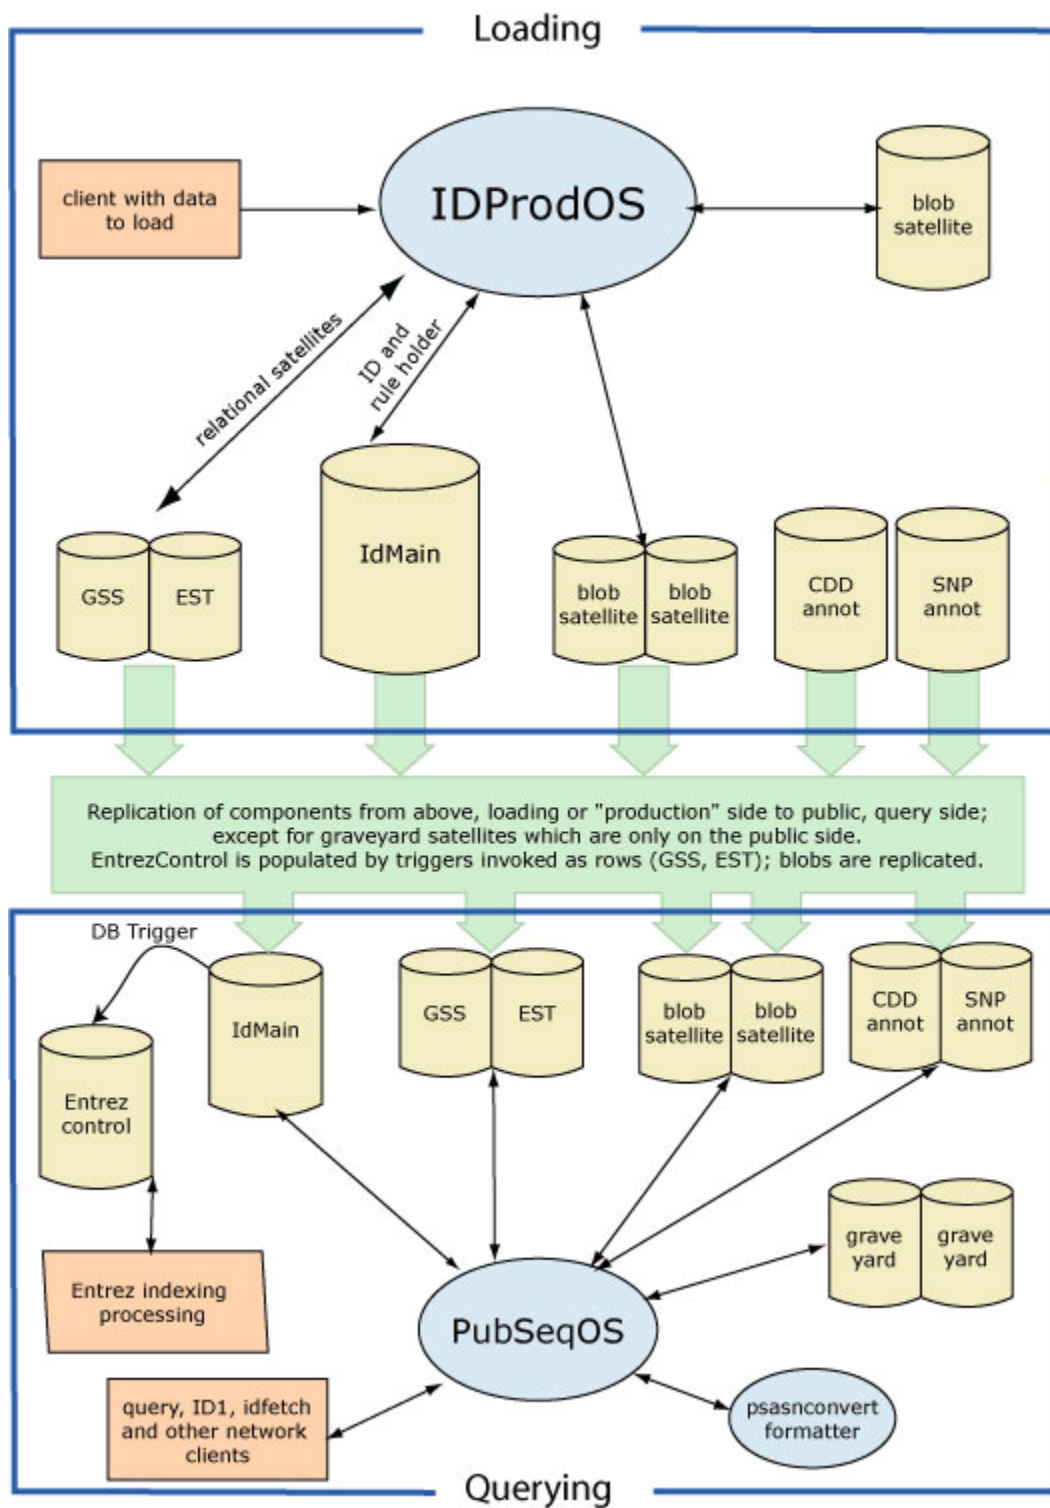 Loading
IDProdOS
client with data
to load
blob
satellite
relational satellites
ID and
rule holder
GSS
EST
IdMain
blob
satellite
blob
satellite
CDD
annot
SNP
annot
Replication of components from above, loading or "production" side to public, query side;
except for graveyard satellites which are only on the public side.
EntrezControl is populated by triggers invoked as rows (GSS, EST); blobs are replicated.
DB Trigger
IdMain
GSS
EST
blob
satellite
blob
satellite
CDD
annot
SNP
annot
Entrez
control
grave
yard
grave
yard
Entrez indexing
processing
PubSeqOS
query, ID1, idfetch
and other network
clients
psasnconvert
formatter
Querying